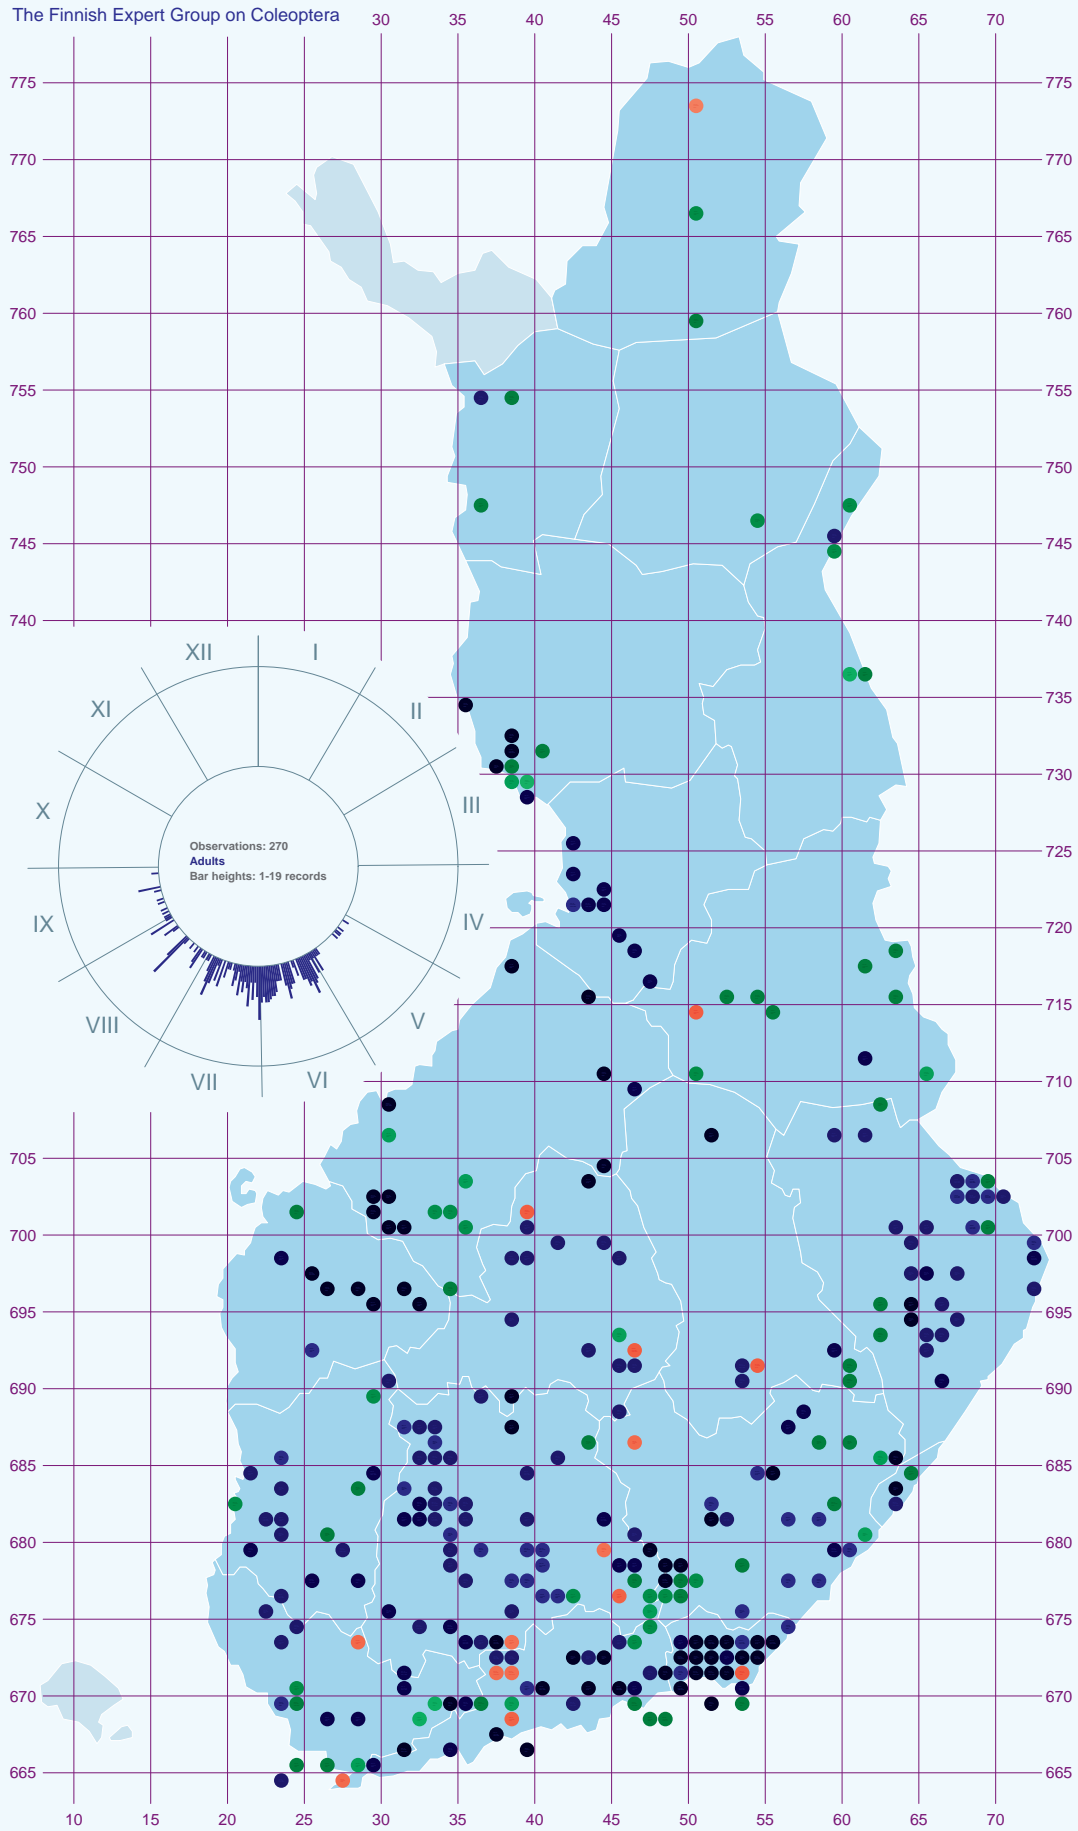 The Finnish Expert Group on Coleoptera
30 40 45 50 55 60 70
775 775
770 770
765 765
760 760
755 755
750 750
745 745
740 740
XII I
XI II
735
X III
730
Observations: 270
Adults
Bar heights: 1-19 records
725
IX IV
720
VIII V
715
VII VI
710
705 705
700 700
695 695
690 690
685 685
680 680
675 675
670 670
665 665
10 15 20 25 30 35 40 45 50 55 60 65 70